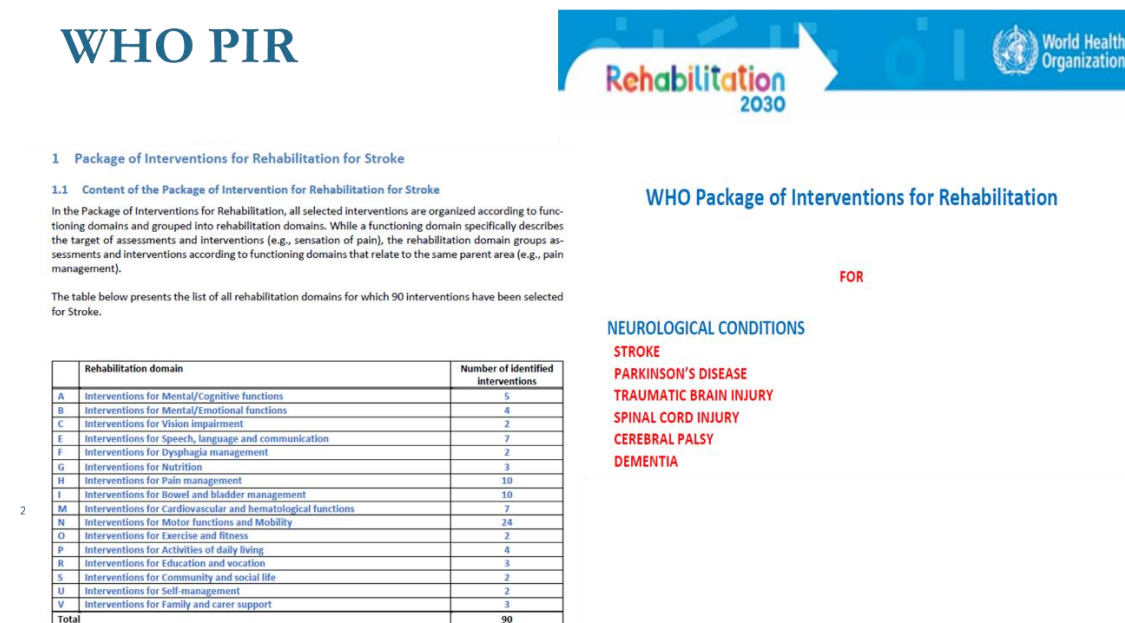 WHO PIR
1 Package of Interventions for Rehabilitation for Stroke
1.1 Content of the Package of Intervention for Rehabilitation for Stroke
In the Package of Interventions for Rehabilitation, all selected interventions are organized according to func-
tioning domains and grouped into rehabilitation domains. While a functioning domain specifically describes
the target of assessments and interventions (e.g., sensation of pain), the rehabilitation domain groups as-
sessments and interventions according to functioning domains that relate to the same parent area (e.g., pain
management).
The table below presents the list of all rehabilitation domains for which 90 interventions have been selected
for Stroke.
Rehabilitation domain Number of identified
interventions
A Interventions for Mental/Cognitive functions 5
B Interventions for Mental/Emotional functions 4
C Interventions for Vision impairment 2
E Interventions for Speech, language and communication 7
F Interventions for Dysphagia management 2
G Interventions for Nutrition 3
H Interventions for Pain management 10
I Interventions for Bowel and bladder management 10
M Interventions for Cardiovascular and hematological functions 7
N Interventions for Motor functions and Mobility 24
O Interventions for Exercise and fitness 2
P Interventions for Activities of daily living 4
R Interventions for Education and vocation 3
S Interventions for Community and social life 2
U Interventions for Self-management 2
V Interventions for Family and carer support 3
Total 90
2
Rehabilitation
2030
World Health
Organization
WHO Package of Interventions for Rehabilitation
FOR
NEUROLOGICAL CONDITIONS
STROKE
PARKINSON'S DISEASE
TRAUMATIC BRAIN INJURY
SPINAL CORD INJURY
CEREBRAL PALSY
DEMENTIA